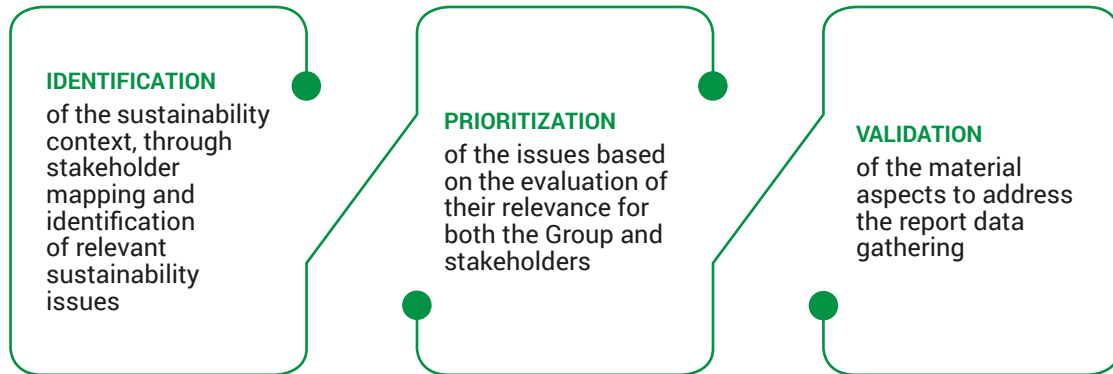 IDENTIFICATION
of the sustainability
context, through
stakeholder
mapping and
identification
of relevant
sustainability
issues
PRIORITIZATION
of the issues based
on the evaluation of
their relevance for
both the Group and
stakeholders
VALIDATION
of the material
aspects to address
the report data
gathering